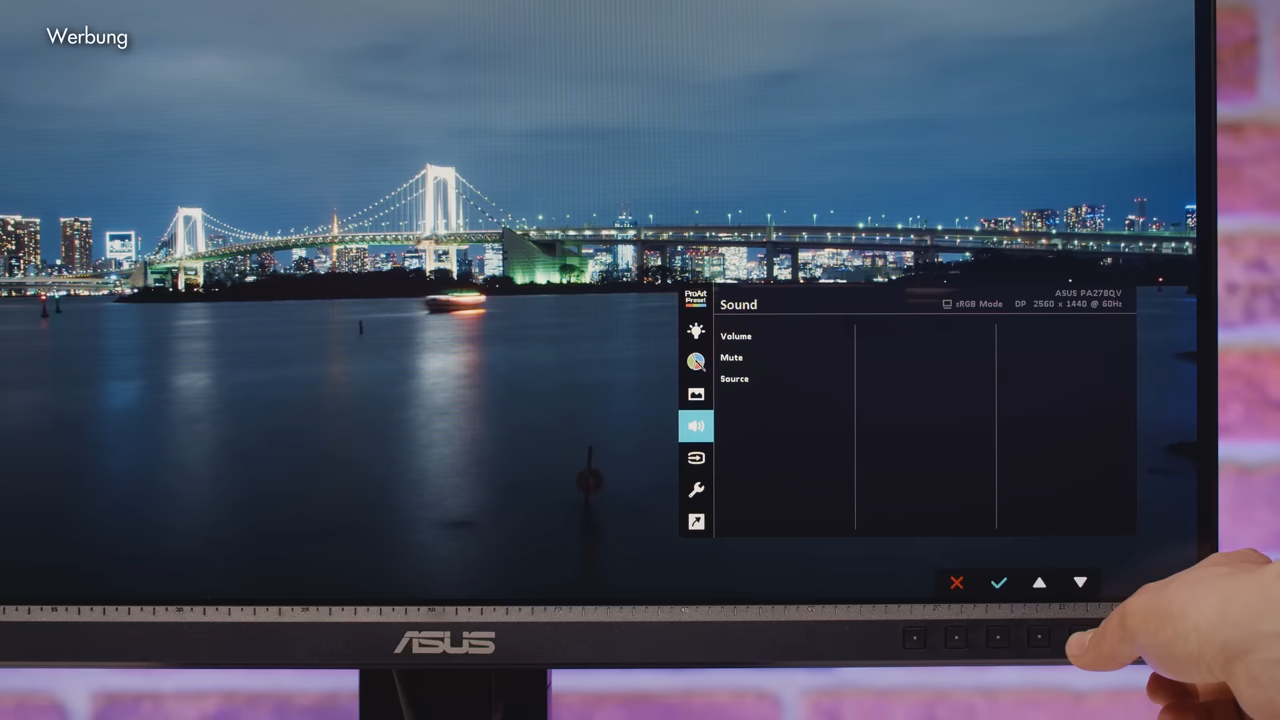 Werbung
ProArt
Preset
Sound
ASUS PA278QV
sRGB Mode DP 2560 x 1440 @ 60Hz
Volume
Mute
Source
ASUS